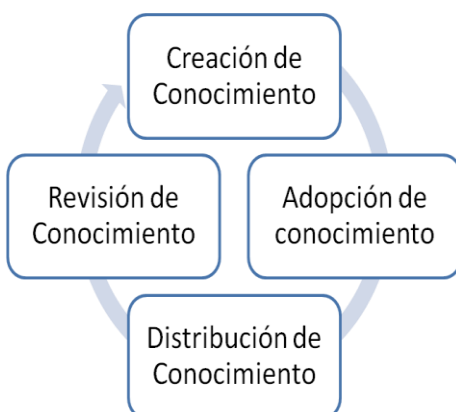 Creación de
Conocimiento
Revisión de
Conocimiento
Adopción de
conocimiento
Distribución de
Conocimiento